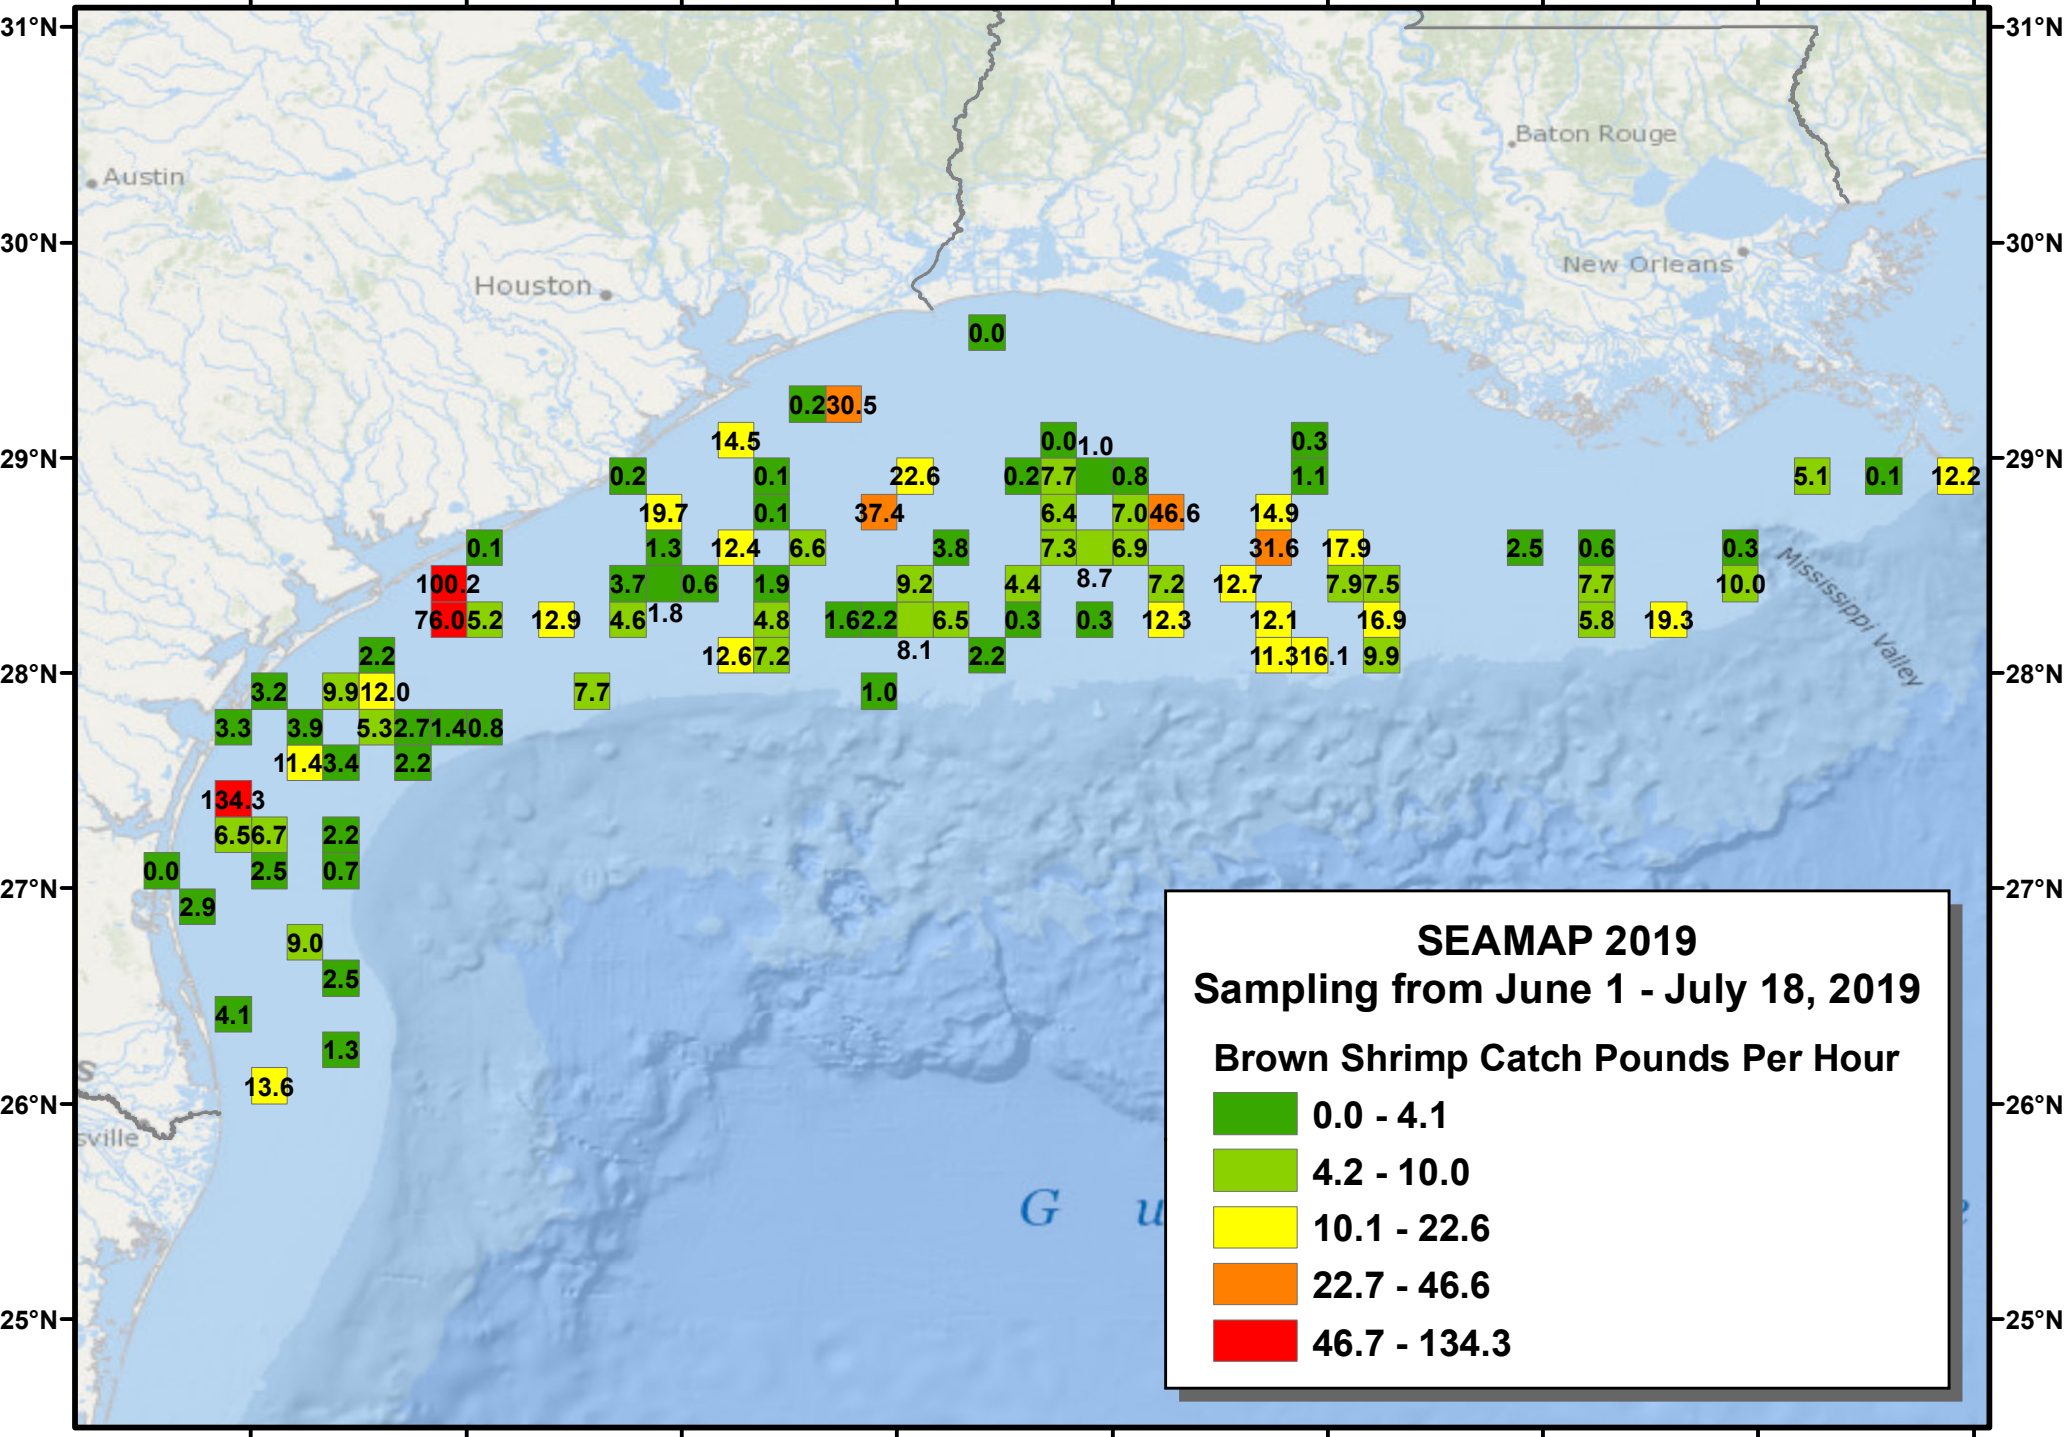 31°N 31°N
Baton Rouge
Austin
30°N 30°N
New Orleans
Houston
0.0
0.2 30.5
14.5 0.0 1.0 0.3
29°N 29°N
0.2 0.1 22.6 0.2 7.7 0.8 1.1 5.1 0.1 12.2
19.7 0.1 37.4 6.4 7.0 46.6 14.9
0.1 1.3 12.4 6.6 3.8 7.3 6.9 31.6 17.9 2.5 0.6 0.3
100.2 3.7 0.6 1.9 9.2 4.4 8.7 7.2 12.7 7.9 7.5 7.7 10.0
76.0 5.2 12.9 4.6 1.8 4.8 1.6 2.2 6.5 0.3 0.3 12.3 12.1 16.9 5.8 19.3
Mississippi Valley
2.2 12.6 7.2 8.1 2.2 11.3 16.1 9.9
28°N 28°N
3.2 9.9 12.0 7.7 1.0
3.3 3.9 5.3 2.7 1.4 0.8
11.4 3.4 2.2
134.3
6.5 6.7 2.2
0.0 2.5 0.7
27°N 27°N
2.9
9.0
2.5
4.1
1.3
s
13.6
26°N 26°N
sville
G u e
25°N 25°N
SEAMAP 2019
Sampling from June 1 - July 18, 2019
Brown Shrimp Catch Pounds Per Hour
0.0 - 4.1
4.2 - 10.0
10.1 - 22.6
22.7 - 46.6
46.7 - 134.3